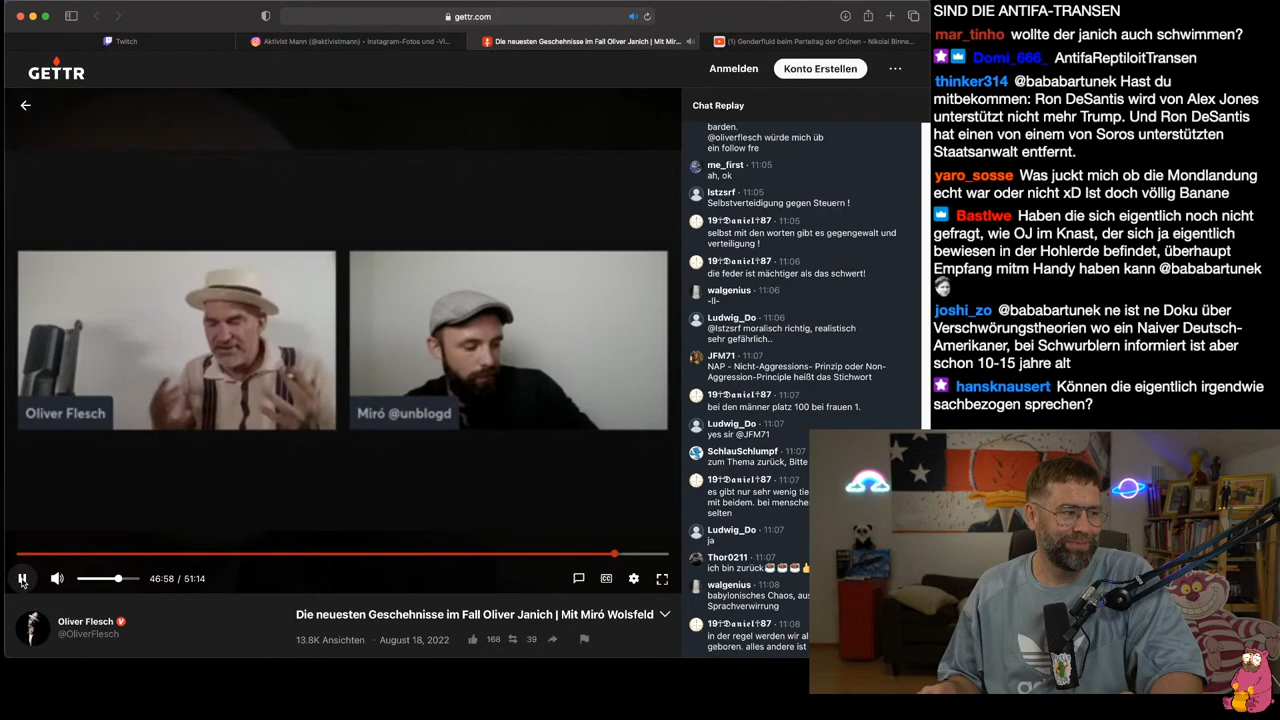 gettr.com
Twitch
Aktivist Mann (@aktivistmann) • Instagram-Fotos und -Vi...
Die neuesten Geschehnisse im Fall Oliver Janich | Mit Mir...
(1) Genderfluid beim Parteitag der Grünen - Nikolai Binne...
GETTR
Anmelden
Konto Erstellen
Chat Replay
barden.
@oliverflesch würde mich üb
ein follow fre
me_first · 11:05
ah, ok
lstzsrf · 11:05
Selbstverteidigung gegen Steuern !
19☦𝕯𝖆𝖓𝖎𝖊𝖑☦87 · 11:05
selbst mit den worten gibt es gegengewalt und
verteidigung !
19☦𝕯𝖆𝖓𝖎𝖊𝖑☦87 · 11:06
die feder ist mächtiger als das schwert!
walgenius · 11:06
-II-
Ludwig_Do · 11:06
@lstzsrf moralisch richtig, realistisch
sehr gefährlich..
JFM71 · 11:07
NAP - Nicht-Aggressions- Prinzip oder Non-
Aggression-Principle heißt das Stichwort
19☦𝕯𝖆𝖓𝖎𝖊𝖑☦87 · 11:07
bei den männer platz 100 bei frauen 1.
Ludwig_Do · 11:07
yes sir @JFM71
SchlauSchlumpf · 11:07
zum Thema zurück, Bitte
19☦𝕯𝖆𝖓𝖎𝖊𝖑☦87 · 11:07
es gibt nur sehr wenig tie
mit beidem. bei mensche
selten
Ludwig_Do · 11:07
ja
Thor0211 · 11:07
ich bin zurück
walgenius · 11:08
babylonisches Chaos, aus
Sprachverwirrung
19☦𝕯𝖆𝖓𝖎𝖊𝖑☦87 · 11:08
in der regel werden wir al
geboren. alles andere ist
Oliver Flesch
Miró @unblogd
46:58 / 51:14
Oliver Flesch
@OliverFlesch
Die neuesten Geschehnisse im Fall Oliver Janich | Mit Miró Wolsfeld
13.8K Ansichten · August 18, 2022
168
39
SIND DIE ANTIFA-TRANSEN
mar_tinho wollte der janich auch schwimmen?
Domi_666_ AntifaReptiloitTransen
thinker314 @bababartunek Hast du
mitbekommen: Ron DeSantis wird von Alex Jones
unterstützt nicht mehr Trump. Und Ron DeSantis
hat einen von einem von Soros unterstützten
Staatsanwalt entfernt.
yaro_sosse Was juckt mich ob die Mondlandung
echt war oder nicht xD Ist doch völlig Banane
Bastlwe Haben die sich eigentlich noch nicht
gefragt, wie OJ im Knast, der sich ja eigentlich
bewiesen in der Hohlerde befindet, überhaupt
Empfang mitm Handy haben kann @bababartunek
joshi_zo @bababartunek ne ist ne Doku über
Verschwörungstheorien wo ein Naiver Deutsch-
Amerikaner, bei Schwurblern informiert ist aber
schon 10-15 jahre alt
hansknausert Können die eigentlich irgendwie
sachbezogen sprechen?